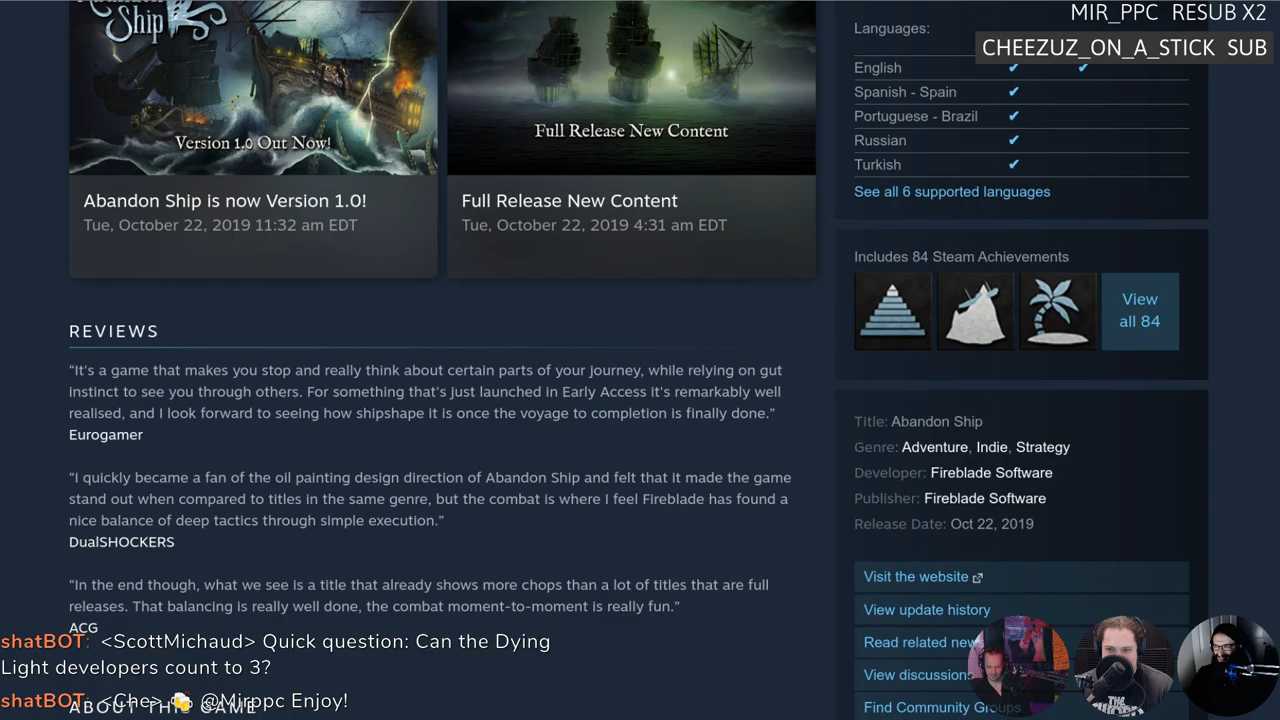 Abandon
Ship
Version 1.0 Out Now!
Abandon Ship is now Version 1.0!
Tue, October 22, 2019 11:32 am EDT
Full Release New Content
Full Release New Content
Tue, October 22, 2019 4:31 am EDT
REVIEWS
“It's a game that makes you stop and really think about certain parts of your journey, while relying on gut
instinct to see you through others. For something that's just launched in Early Access it's remarkably well
realised, and I look forward to seeing how shipshape it is once the voyage to completion is finally done.”
Eurogamer
“I quickly became a fan of the oil painting design direction of Abandon Ship and felt that it made the game
stand out when compared to titles in the same genre, but the combat is where I feel Fireblade has found a
nice balance of deep tactics through simple execution.”
DualSHOCKERS
“In the end though, what we see is a title that already shows more chops than a lot of titles that are full
releases. That balancing is really well done, the combat moment-to-moment is really fun.”
ACG
shatBOT: <ScottMichaud> Quick question: Can the Dying
Light developers count to 3?
shatBOT: <Che> 🍻 @Mirppc Enjoy!
ABOUT THIS GAME
MIR_PPC RESUB X2
CHEEZUZ_ON_A_STICK SUB
Languages:
English ✔ ✔
Spanish - Spain ✔
Portuguese - Brazil ✔
Russian ✔
Turkish ✔
See all 6 supported languages
Includes 84 Steam Achievements
View
all 84
Title: Abandon Ship
Genre: Adventure, Indie, Strategy
Developer: Fireblade Software
Publisher: Fireblade Software
Release Date: Oct 22, 2019
Visit the website
View update history
Read related
View discussions
Find Community Groups
THE